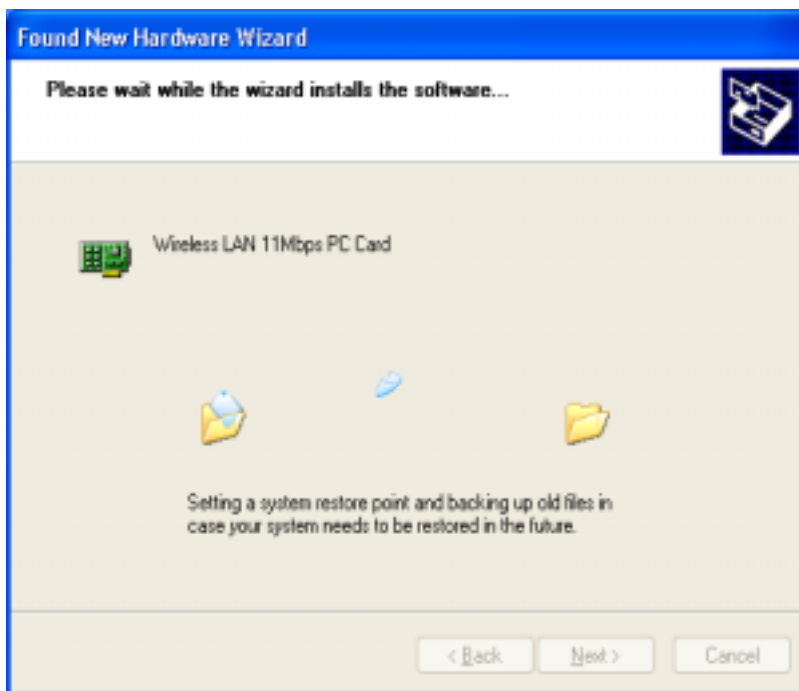 Found New Hardware Wizard
Please wait while the wizard installs the software...
Wireless LAN 11Mbps PC Card
Setting a system restore point and backing up old files in
case your system needs to be restored in the future.
< Back
Next >
Cancel